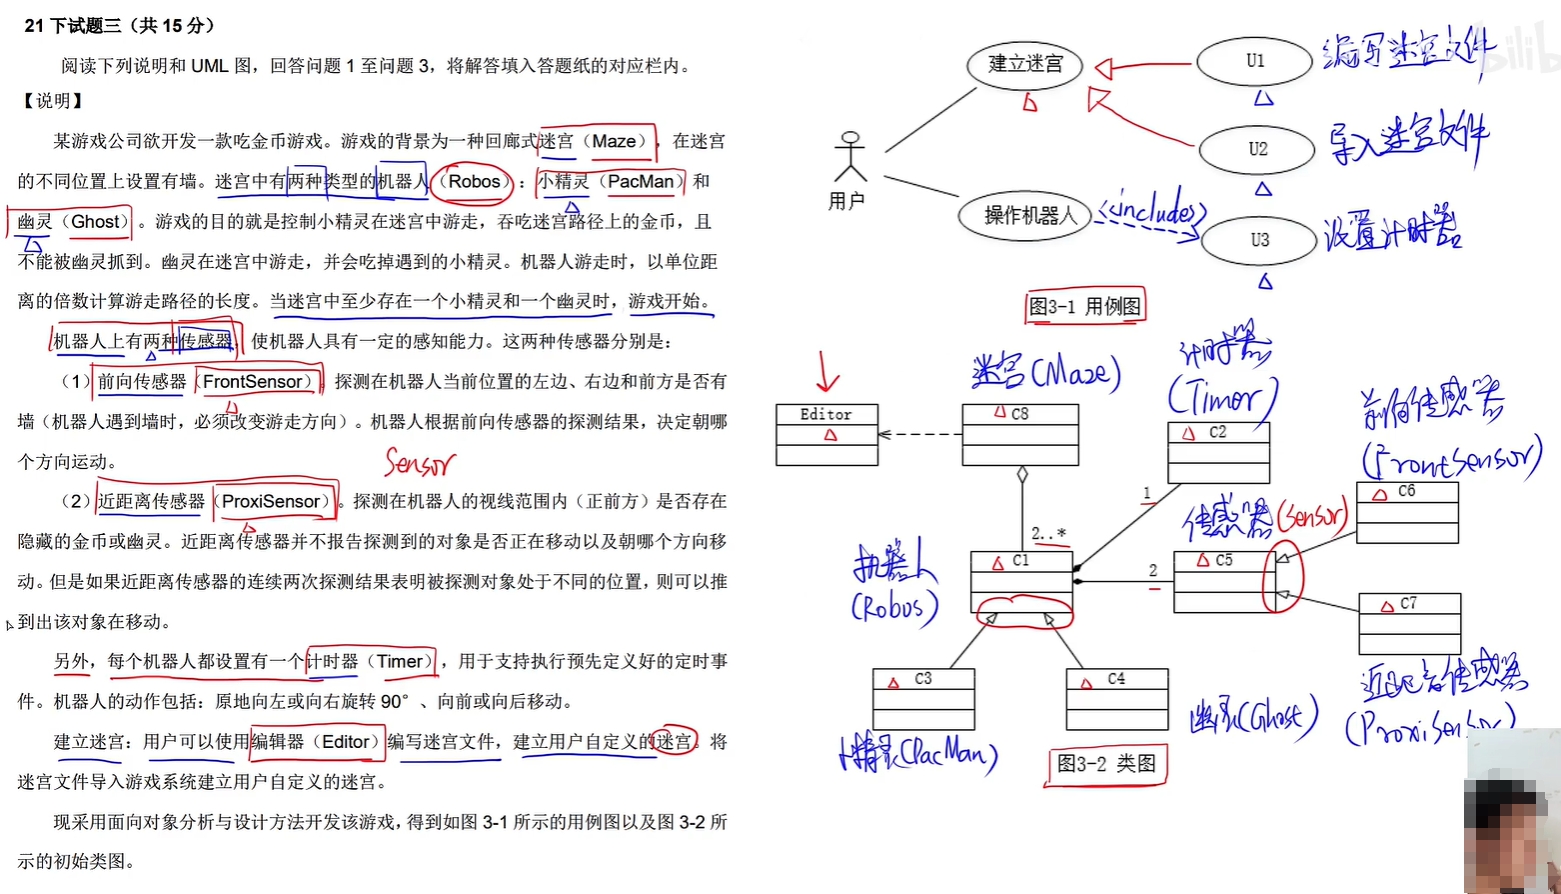 21 下试题三（共 15 分）
阅读下列说明和 UML 图，回答问题 1 至问题 3，将解答填入答题纸的对应栏内。
【说明】
某游戏公司欲开发一款吃金币游戏。游戏的背景为一种回廊式迷宫（Maze），在迷宫
的不同位置上设置有墙。迷宫中有两种类型的机器人（Robos）：小精灵（PacMan）和
幽灵（Ghost）。游戏的目的就是控制小精灵在迷宫中游走，吞吃迷宫路径上的金币，且
不能被幽灵抓到。幽灵在迷宫中游走，并会吃掉遇到的小精灵。机器人游走时，以单位距
离的倍数计算游走路径的长度。当迷宫中至少存在一个小精灵和一个幽灵时，游戏开始。
机器人上有两种传感器，使机器人具有一定的感知能力。这两种传感器分别是：
（1）前向传感器（FrontSensor），探测在机器人当前位置的左边、右边和前方是否有
墙（机器人遇到墙时，必须改变游走方向）。机器人根据前向传感器的探测结果，决定朝哪
个方向运动。
Sensor
（2）近距离传感器（ProxiSensor）。探测在机器人的视线范围内（正前方）是否存在
隐藏的金币或幽灵。近距离传感器并不报告探测到的对象是否正在移动以及朝哪个方向移
动。但是如果近距离传感器的连续两次探测结果表明被探测对象处于不同的位置，则可以推
到出该对象在移动。
另外，每个机器人都设置有一个计时器（Timer），用于支持执行预先定义好的定时事
件。机器人的动作包括：原地向左或向右旋转 90°、向前或向后移动。
建立迷宫：用户可以使用编辑器（Editor）编写迷宫文件，建立用户自定义的迷宫。将
迷宫文件导入游戏系统建立用户自定义的迷宫。
现采用面向对象分析与设计方法开发该游戏，得到如图 3-1 所示的用例图以及图 3-2 所
示的初始类图。
建立迷宫
U1
编写迷宫文件
bilib
U2
导入迷宫文件
用户
操作机器人
<includes>
U3
设置计时器
图3-1 用例图
迷宫(Maze)
计时器
(Timer)
前向传感器
(FrontSensor)
Editor
C8
C2
C6
1
传感器(Sensor)
2..*
机器人
(Robos)
C1
2
C5
C7
C3
C4
近距离传感器
(ProxiSensor)
小精灵(PacMan)
幽灵(Ghost)
图3-2 类图